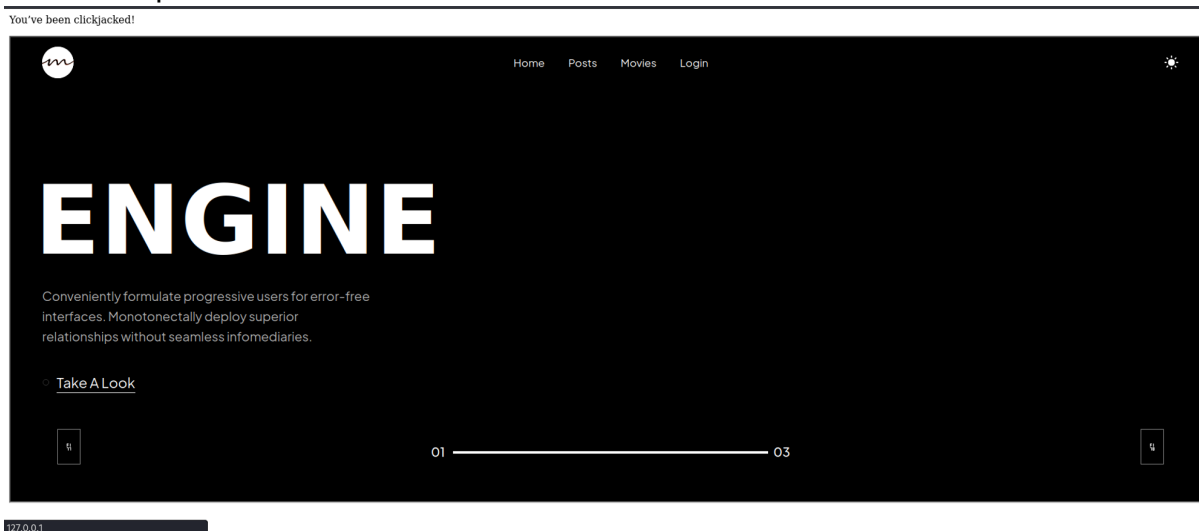 You've been clickjacked!
Home Posts Movies Login
ENGINE
Conveniently formulate progressive users for error-free
interfaces. Monotonectally deploy superior
relationships without seamless infomediaries.
Take A Look
01 03
127.0.0.1